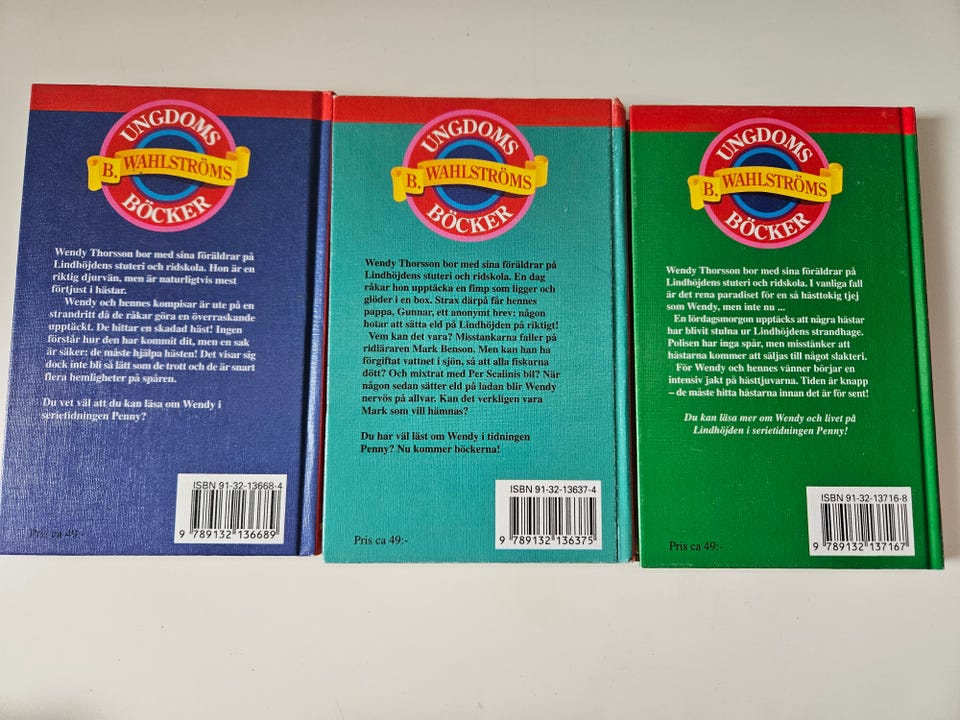 UNGDOMS
B. WAHLSTRÖMS
BÖCKER
Wendy Thorsson bor med sina föräldrar på
Lindhöjdens stuteri och ridskola. Hon är en
riktig djurvän, men är naturligtvis mest
förtjust i hästar.
Wendy och hennes kompisar är ute på en
strandritt då de råkar göra en överraskande
upptäckt. De hittar en skadad häst! Ingen
förstår hur den har kommit dit, men en sak
är säker: de måste hjälpa hästen! Det visar sig
dock inte bli så lätt som de trott och de är snart
flera hemligheter på spåren.
Du vet väl att du kan läsa om Wendy i
serietidningen Penny?
ISBN 91-32-13668-4
9 789132 136689
Pris ca 49:-
UNGDOMS
B. WAHLSTRÖMS
BÖCKER
Wendy Thorsson bor med sina föräldrar på
Lindhöjdens stuteri och ridskola. En dag
råkar hon upptäcka en fimp som ligger och
glöder i en box. Strax därpå får hennes
pappa, Gunnar, ett anonymt brev: någon
hotar att sätta eld på Lindhöjden på riktigt!
Vem kan det vara? Misstankarna faller på
ridläraren Mark Benson. Men kan han ha
förgiftat vattnet i sjön, så att alla fiskarna
dött? Och mixtrat med Per Scalinis bil? När
någon sedan sätter eld på ladan blir Wendy
nervös på allvar. Kan det verkligen vara
Mark som vill hämnas?
Du har väl läst om Wendy i tidningen
Penny? Nu kommer böckerna!
ISBN 91-32-13637-4
9 789132 136375
Pris ca 49:-
UNGDOMS
B. WAHLSTRÖMS
BÖCKER
Wendy Thorsson bor med sina föräldrar på
Lindhöjdens stuteri och ridskola. I vanliga fall
är det rena paradiset för en så hästtokig tjej
som Wendy, men inte nu ...
En lördagsmorgon upptäcks att några hästar
har blivit stulna ur Lindhöjdens strandhage.
Polisen har inga spår, men misstänker att
hästarna kommer att säljas till något slakteri.
För Wendy och hennes vänner börjar en
intensiv jakt på hästtjuvarna. Tiden är knapp
– de måste hitta hästarna innan det är för sent!
Du kan läsa mer om Wendy och livet på
Lindhöjden i serietidningen Penny!
ISBN 91-32-13716-8
9 789132 137167
Pris ca 49:-